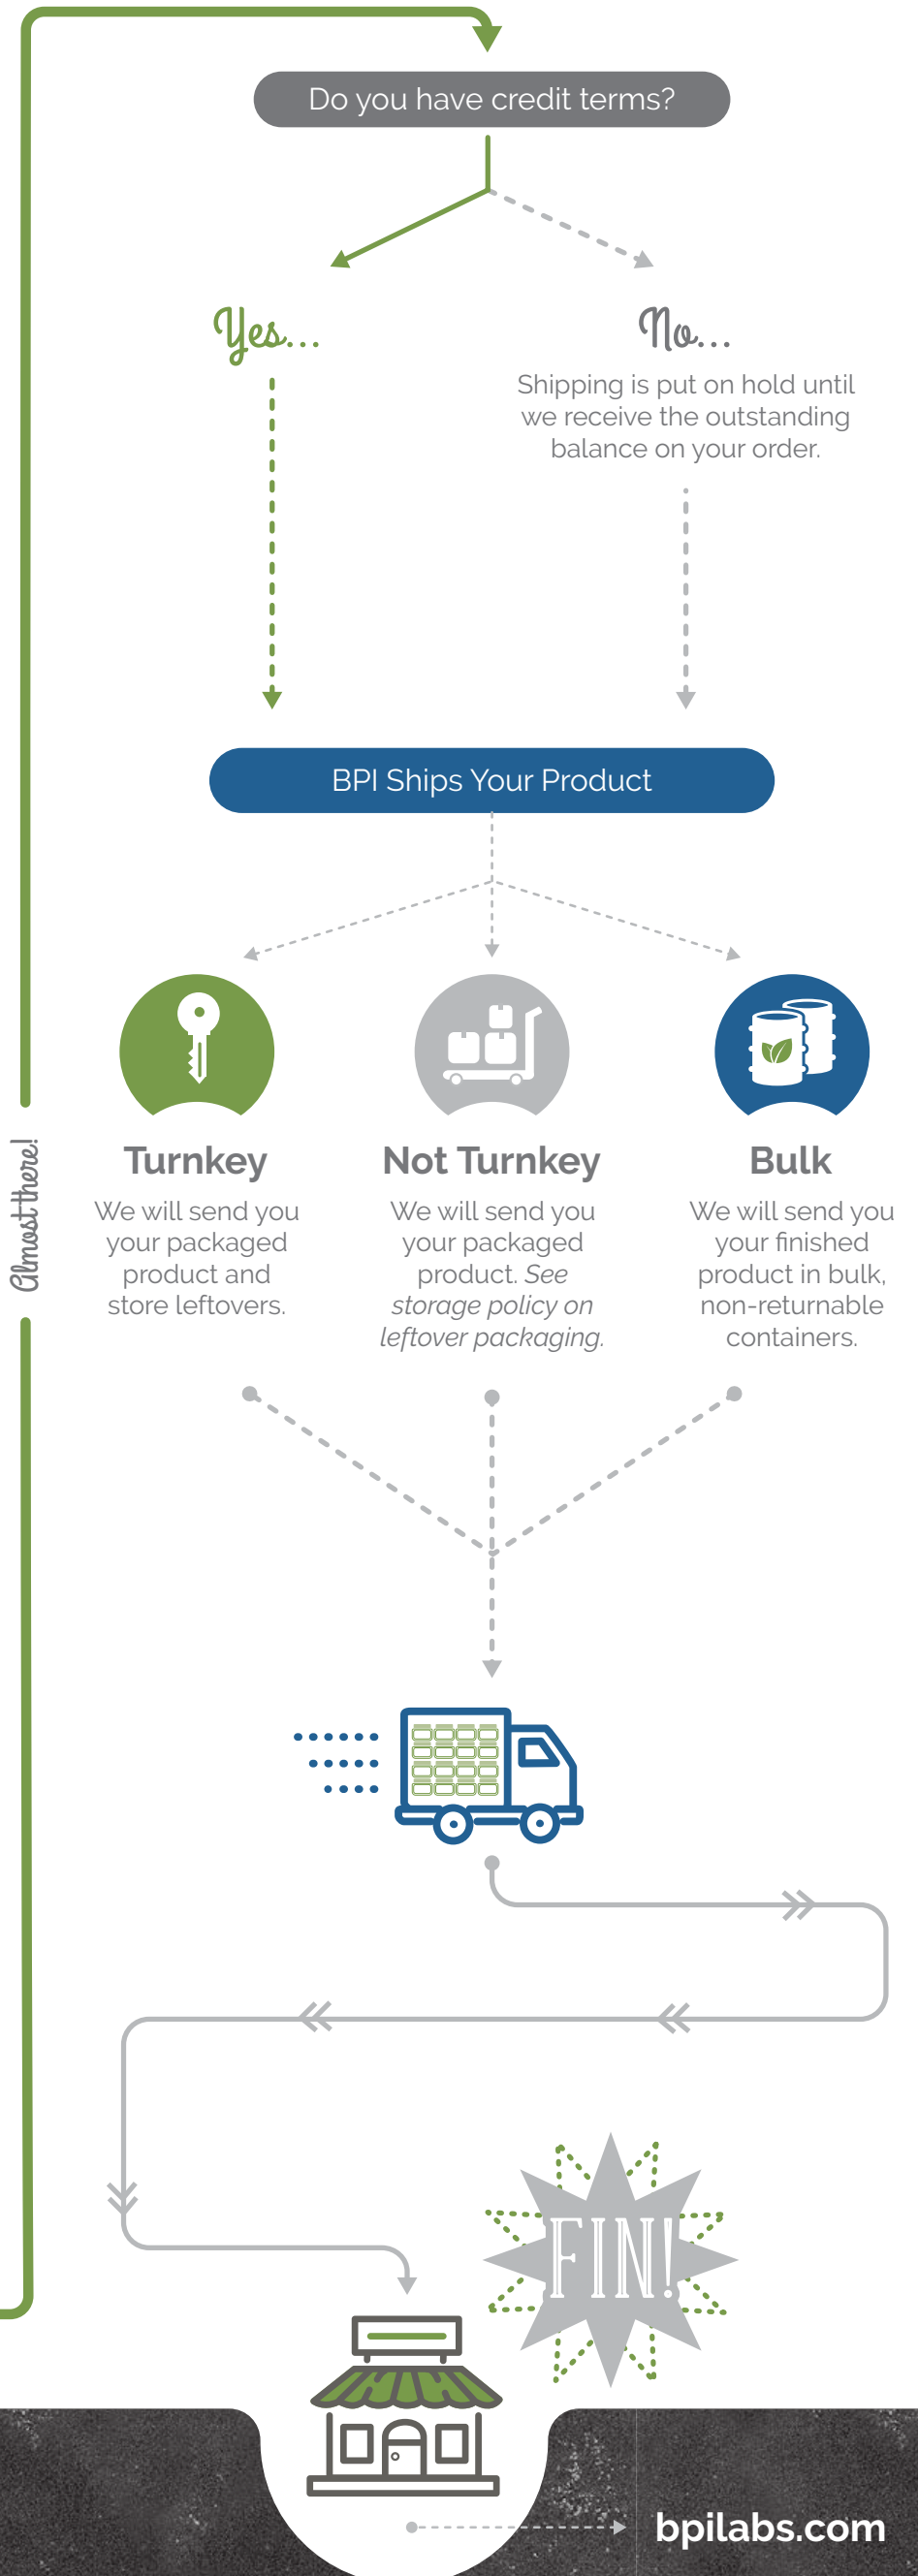 Do you have credit terms?
Yes...
No...
Shipping is put on hold until
we receive the outstanding
balance on your order.
BPI Ships Your Product
Almost there!
Turnkey
We will send you
your packaged
product and
store leftovers.
Not Turnkey
We will send you
your packaged
product. See
storage policy on
leftover packaging.
Bulk
We will send you
your finished
product in bulk,
non-returnable
containers.
FIN!
bpilabs.com